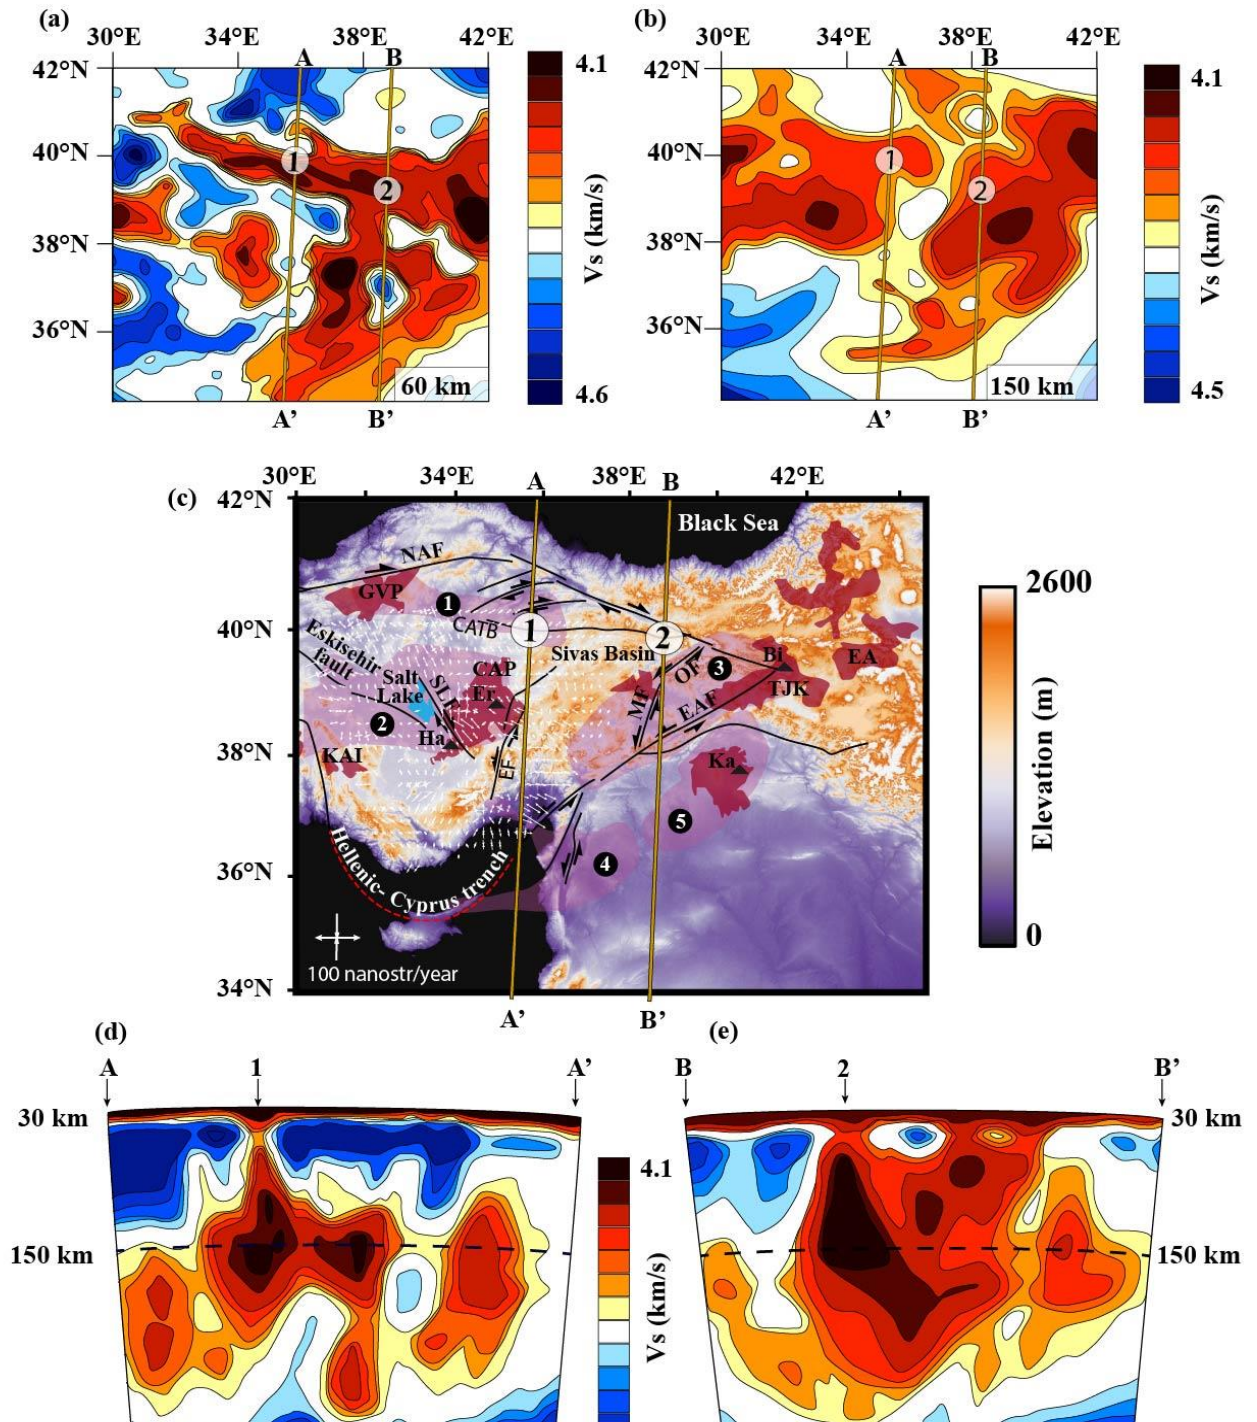 (a)
30°E 34°E 38°E 42°E
A B
42°N
40°N
38°N
36°N
1
2
60 km
A' B'
4.1
Vs (km/s)
4.6
(b)
30°E 34°E 38°E 42°E
A B
42°N
40°N
38°N
36°N
1
2
150 km
A' B'
4.1
Vs (km/s)
4.5
(c)
30°E 34°E 38°E 42°E
A B
42°N
40°N
38°N
36°N
34°N
Black Sea
NAF
GVP
1
CATB
1
2
Eskisehir
fault
Sivas Basin
Salt
Lake
CAP
Er
SLF
2
Ha
KAI
EF
MF
OF
3
Bi
TJK
EA
EAF
Ka
5
4
Hellenic- Cyprus trench
100 nanostr/year
A' B'
2600
Elevation (m)
0
(d)
A 1 A'
30 km
150 km
4.1
Vs (km/s)
(e)
B 2 B'
30 km
150 km